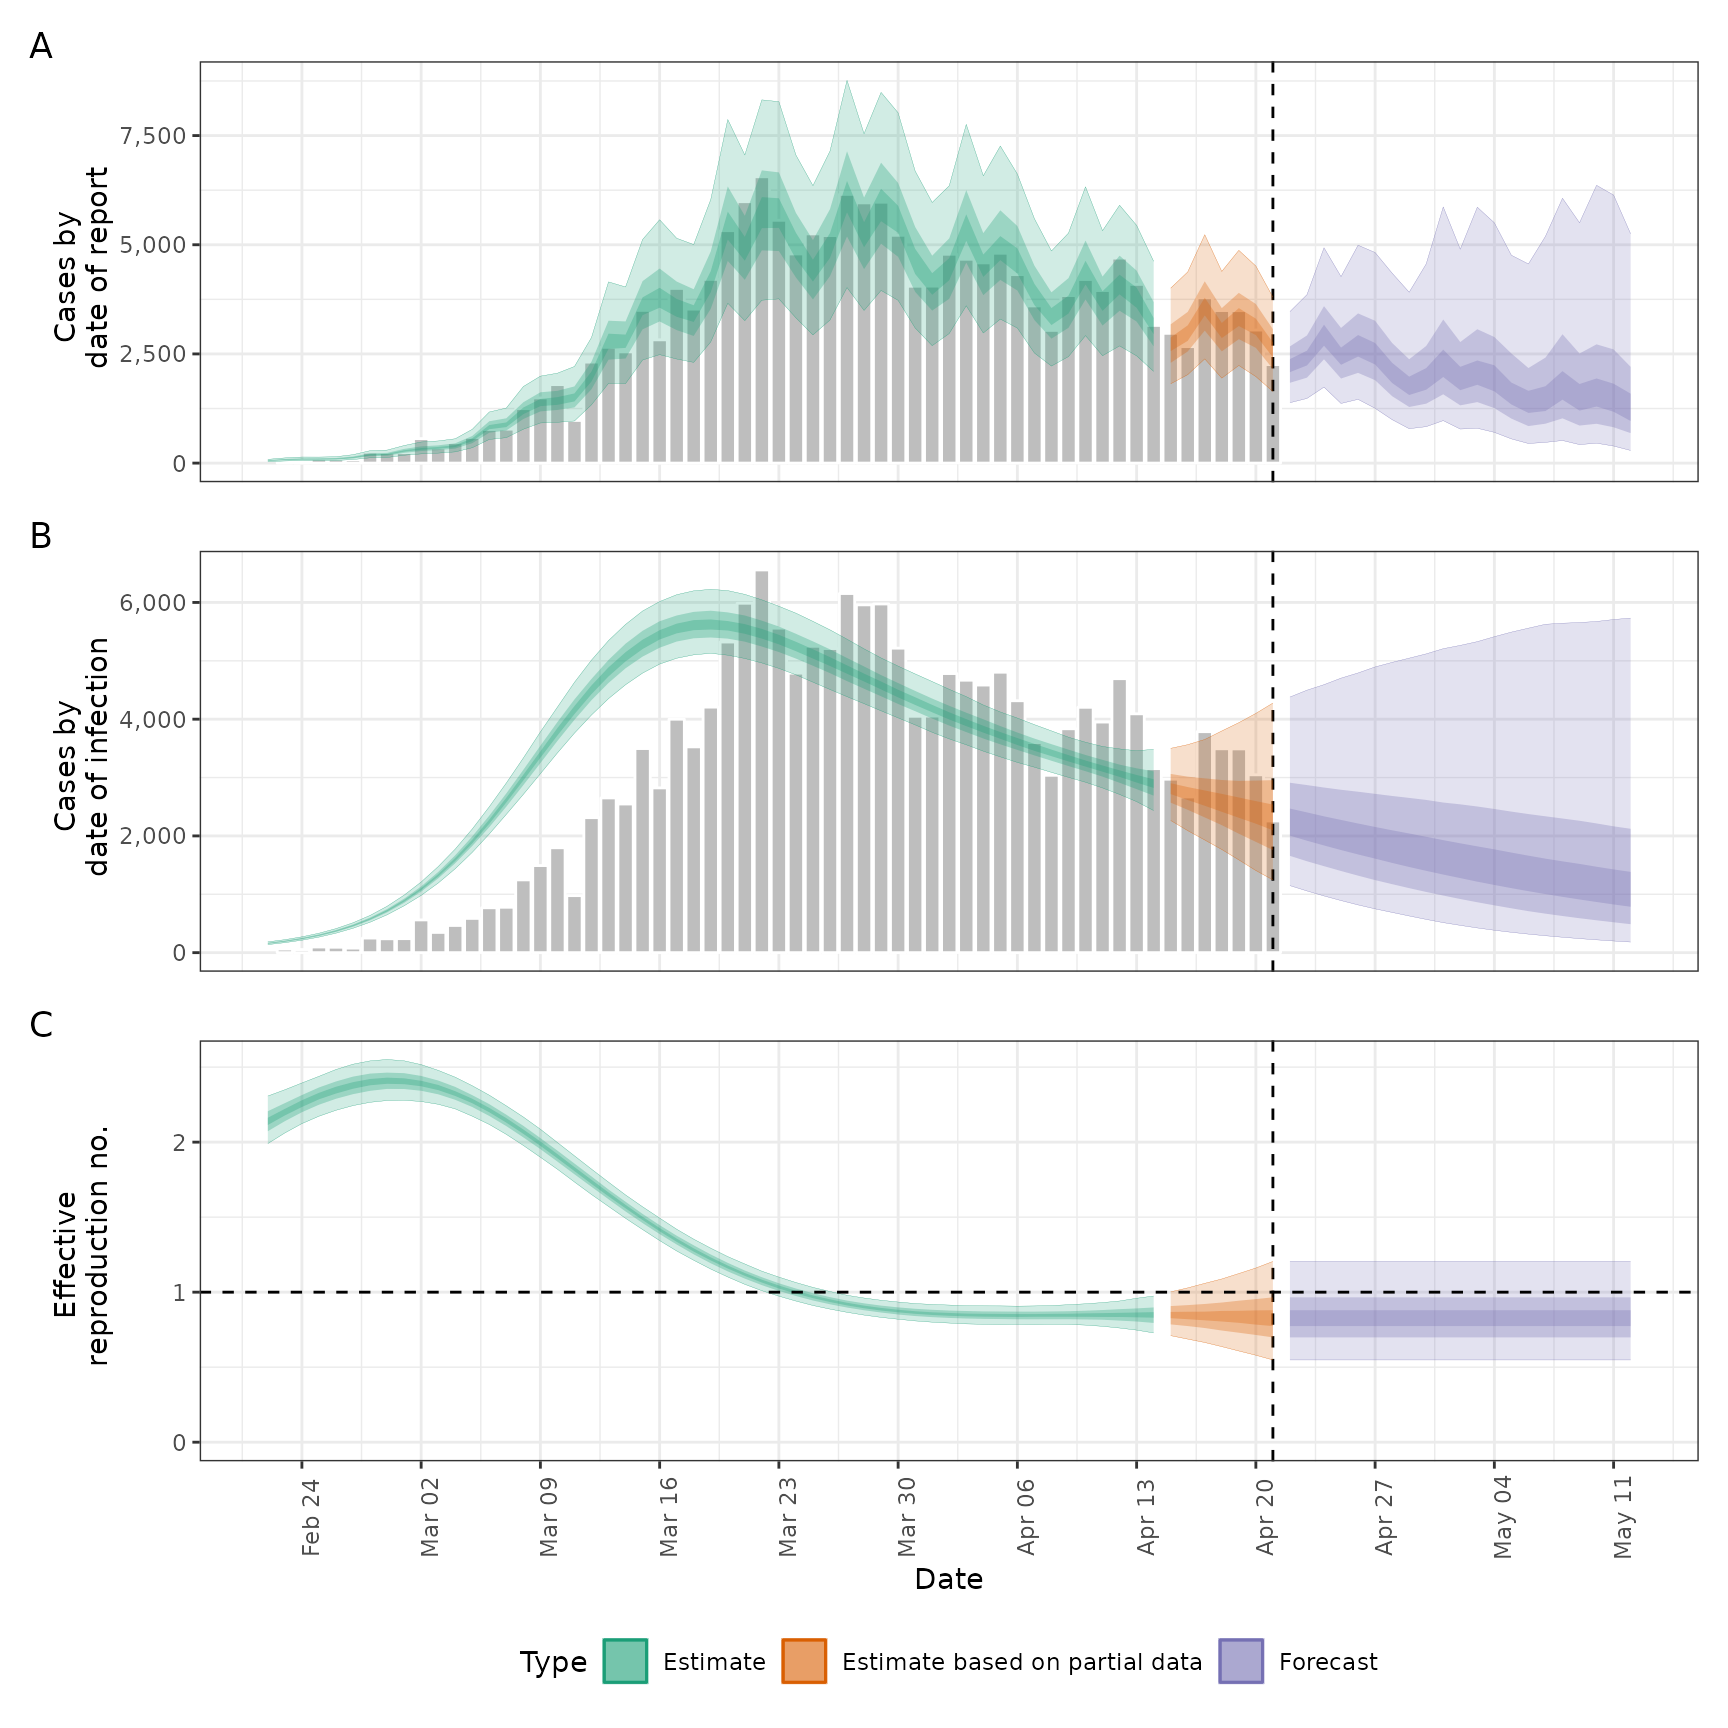 A
7,500
5,000
2,500
0
Cases by
date of report
B
6,000
4,000
2,000
0
Cases by
date of infection
C
2
1
0
Effective
reproduction no.
Feb 24
Mar 02
Mar 09
Mar 16
Mar 23
Mar 30
Apr 06
Apr 13
Apr 20
Apr 27
May 04
May 11
Date
Type
Estimate
Estimate based on partial data
Forecast